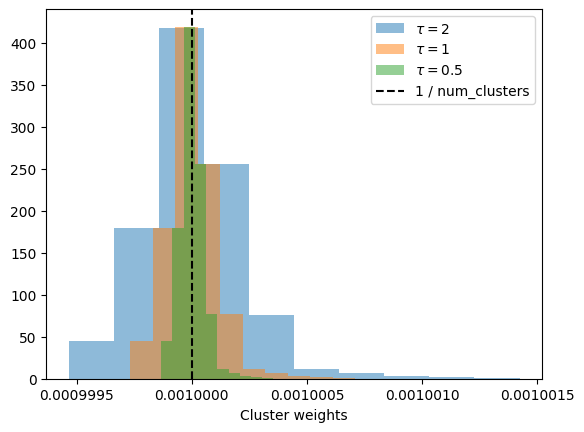 400
350
300
250
200
150
100
50
0
τ = 2
τ = 1
τ = 0.5
1 / num_clusters
0.0009995 0.0010000 0.0010005 0.0010010 0.0010015
Cluster weights